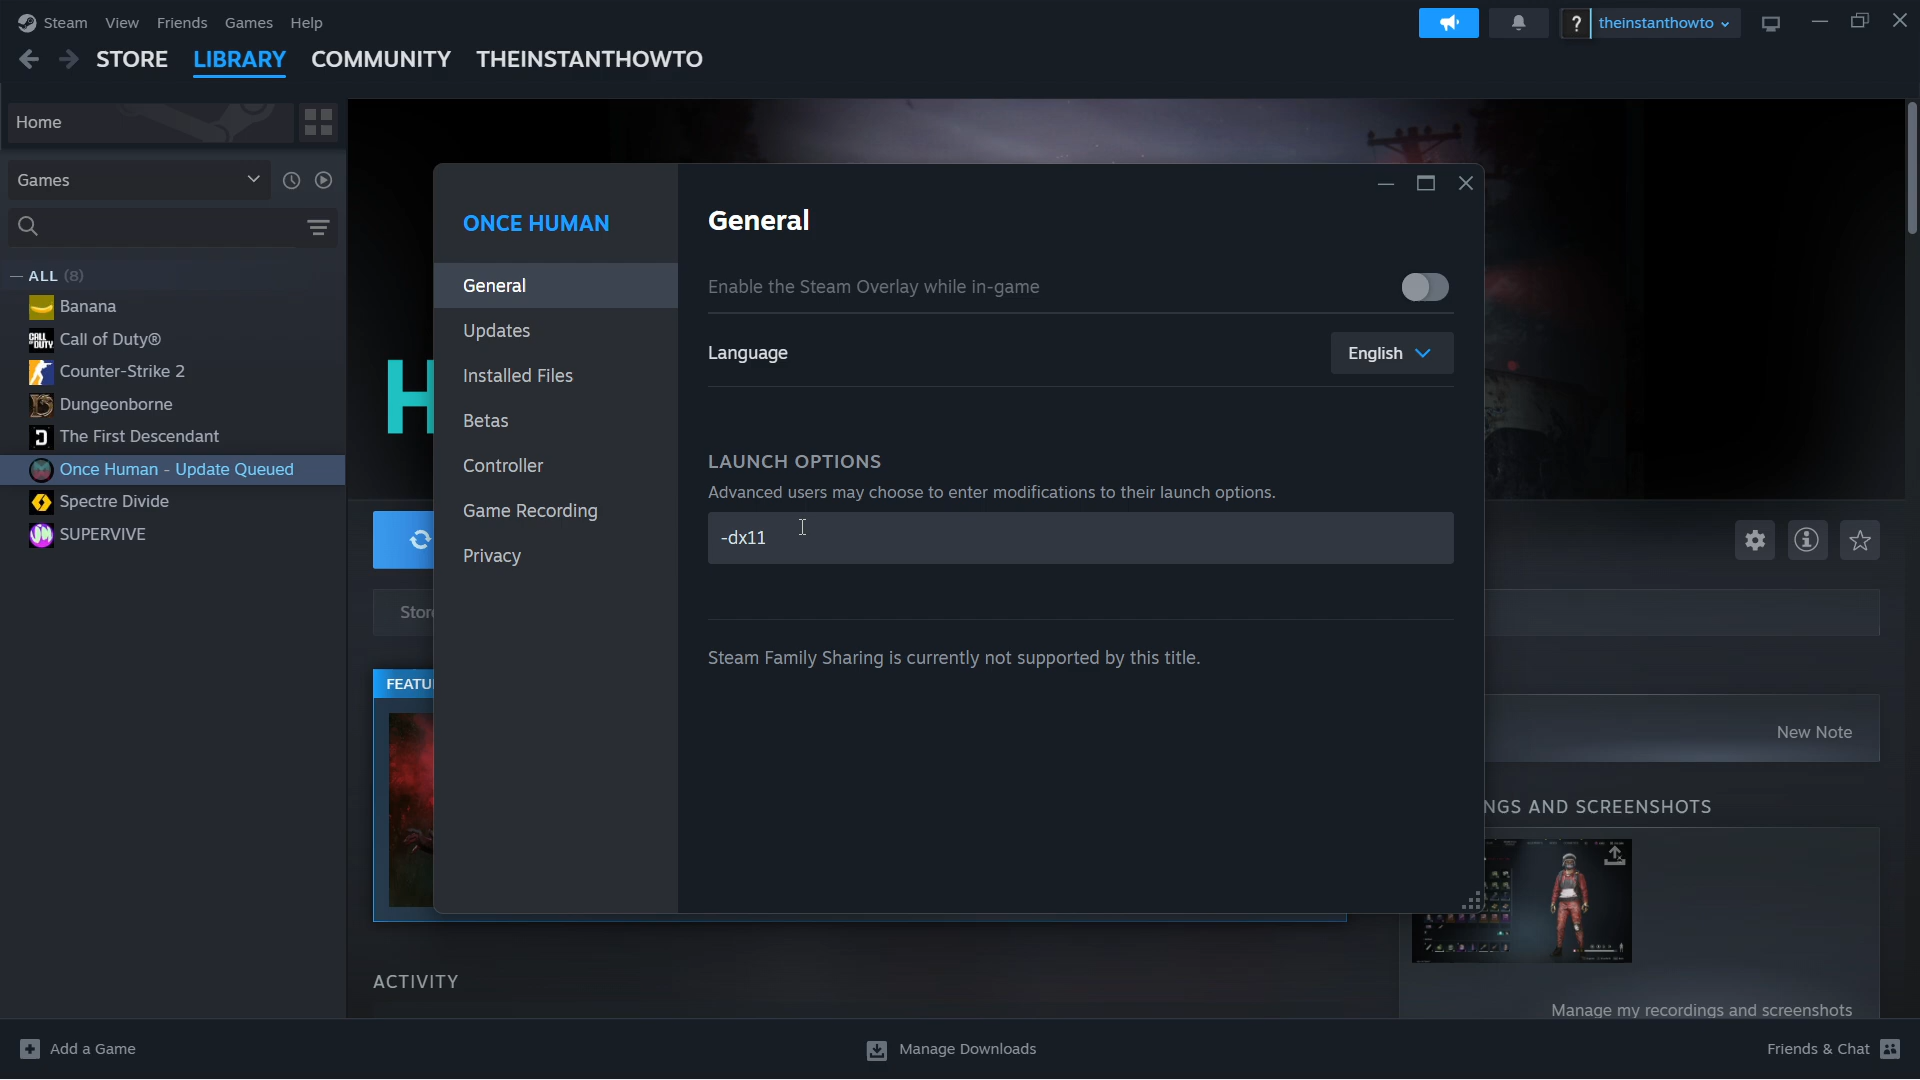 Steam View Friends Games Help
? theinstanthowto
STORE LIBRARY COMMUNITY THEINSTANTHOWTO
Home
Games
— ALL (8)
Banana
Call of Duty®
Counter-Strike 2
Dungeonborne
The First Descendant
Once Human - Update Queued
Spectre Divide
SUPERVIVE
H
Stor
FEATU
ONCE HUMAN
General
Updates
Installed Files
Betas
Controller
Game Recording
Privacy
General
Enable the Steam Overlay while in-game
Language
English
LAUNCH OPTIONS
Advanced users may choose to enter modifications to their launch options.
-dx11
Steam Family Sharing is currently not supported by this title.
New Note
NGS AND SCREENSHOTS
Manage my recordings and screenshots
ACTIVITY
Add a Game
Manage Downloads
Friends & Chat